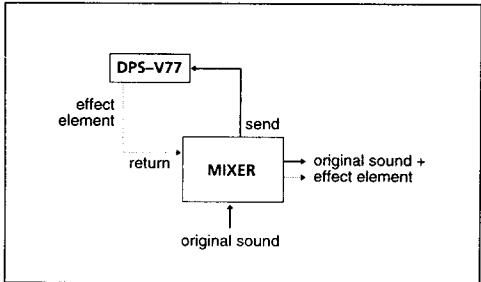 DPS–V77
effect
element
send
return
MIXER
original sound +
effect element
original sound